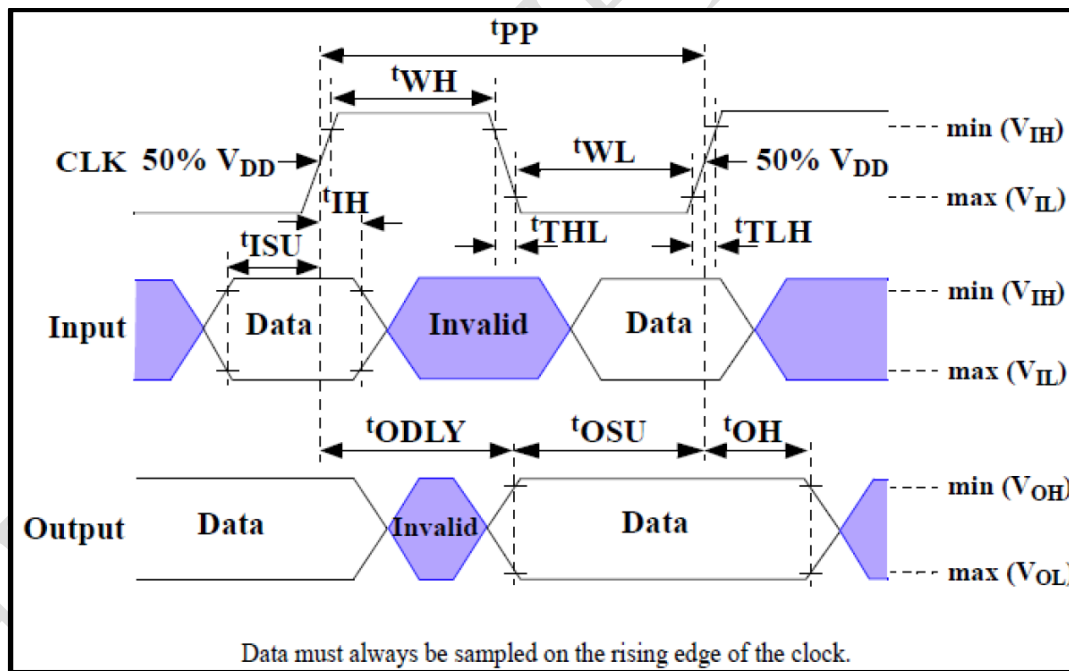 tPP
tWH
min (VIH)
CLK 50% VDD
tWL
50% VDD
tIH
max (VIL)
tTHL
tTLH
tISU
min (VIH)
Input
Data
Invalid
Data
max (VIL)
tODLY
tOSU
tOH
min (VOH)
Output
Data
Invalid
Data
max (VOL)
Data must always be sampled on the rising edge of the clock.